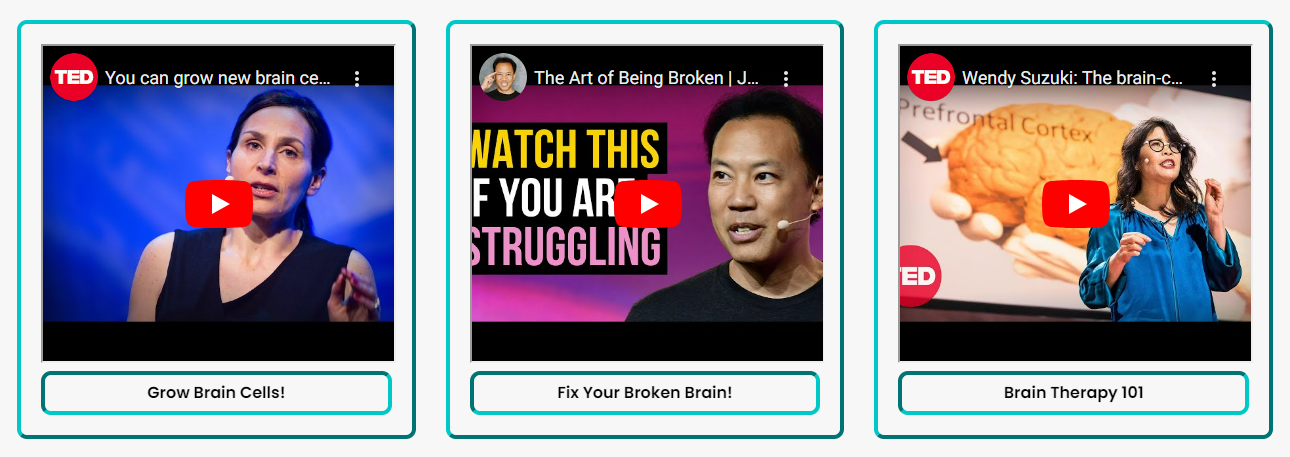 TED
You can grow new brain ce...
The Art of Being Broken | J...
TED
Wendy Suzuki: The brain-c...
WATCH THIS
F YOU AR
STRUGGLING
Prefrontal Cortex
TED
Grow Brain Cells!
Fix Your Broken Brain!
Brain Therapy 101